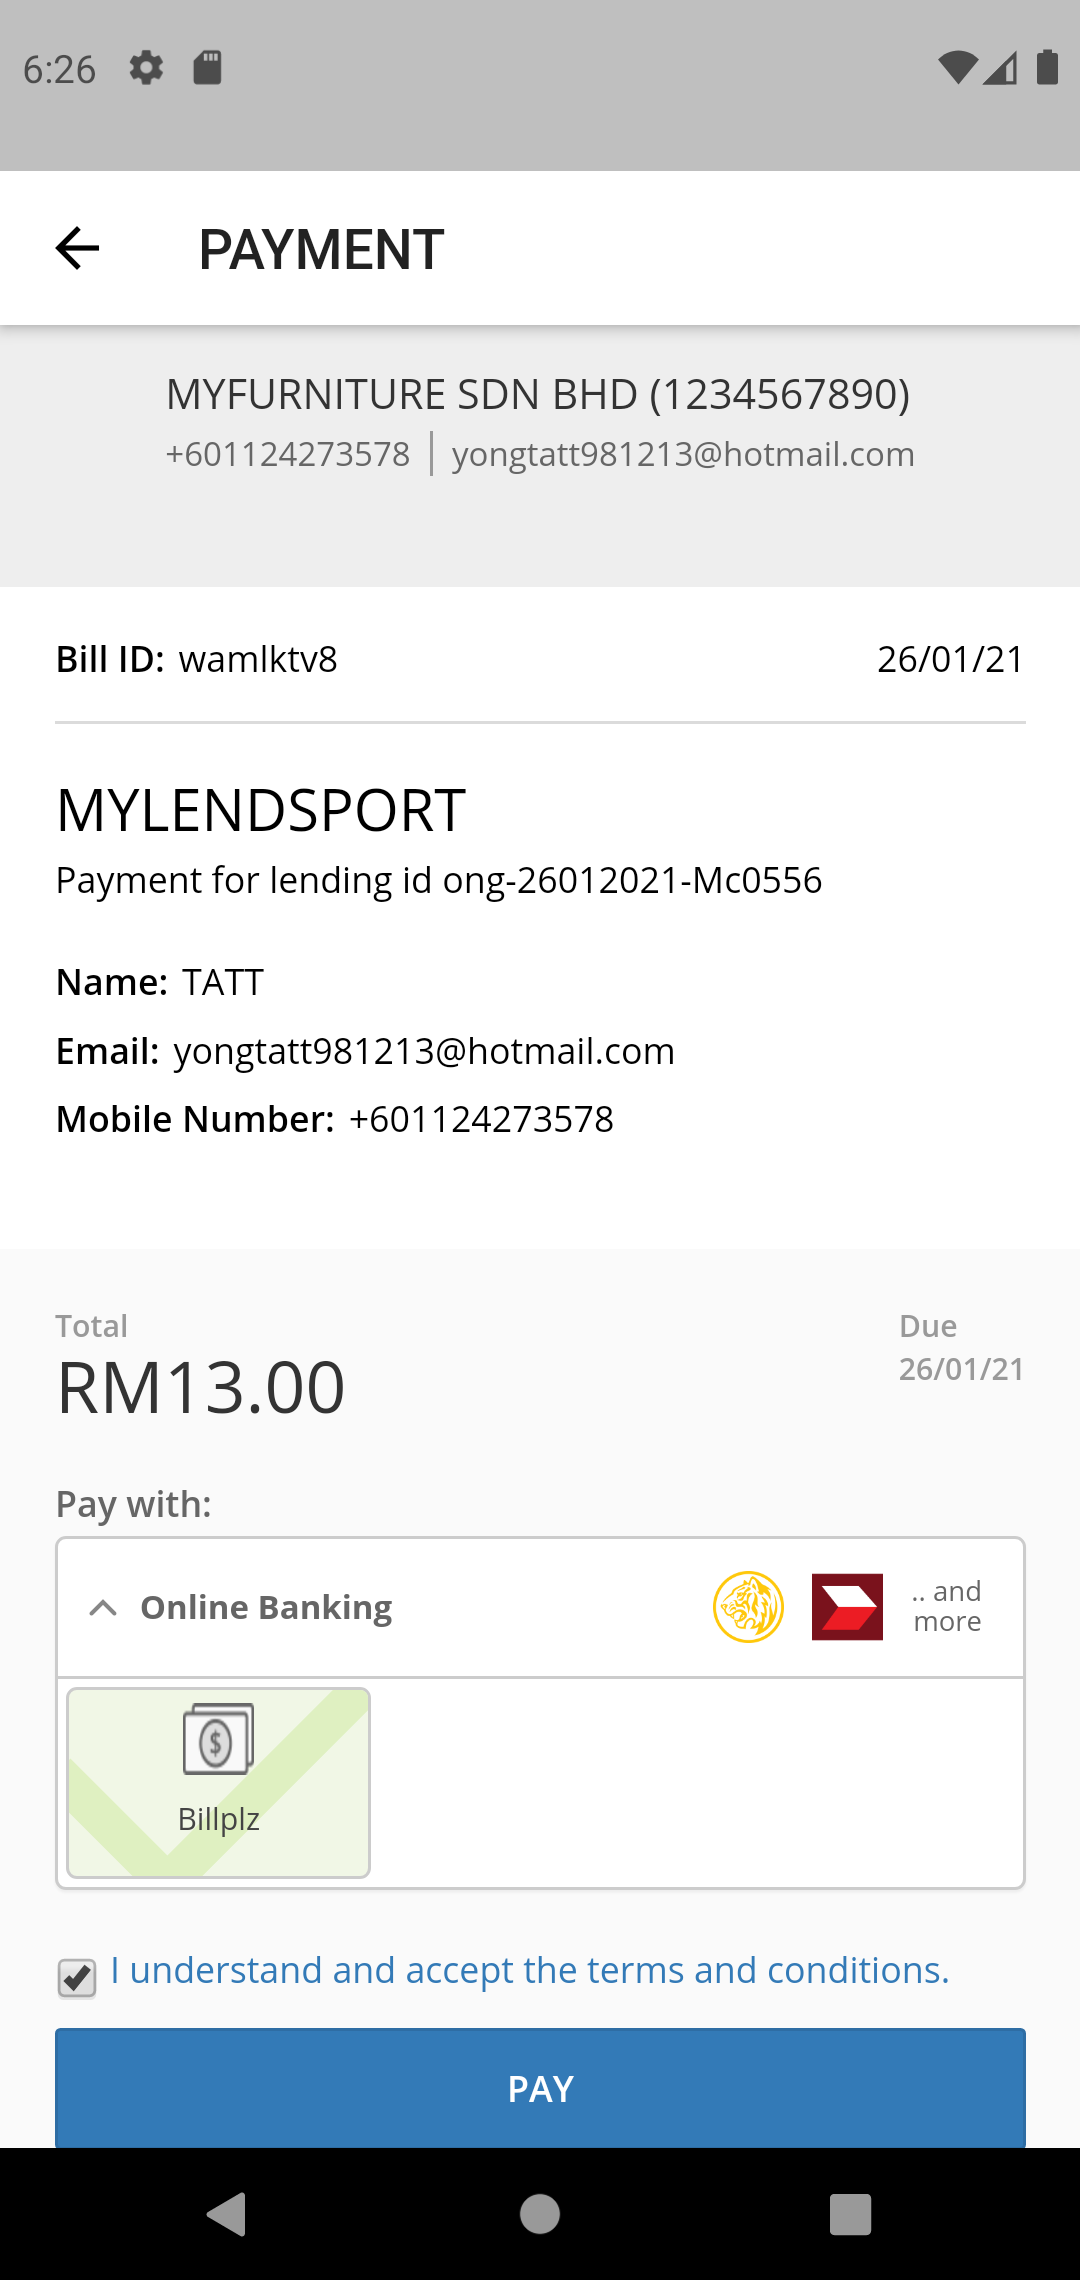 6:26
PAYMENT
MYFURNITURE SDN BHD (1234567890)
+601124273578 | yongtatt981213@hotmail.com
Bill ID: wamlktv8 26/01/21
MYLENDSPORT
Payment for lending id ong-26012021-Mc0556
Name: TATT
Email: yongtatt981213@hotmail.com
Mobile Number: +601124273578
Total Due
RM13.00 26/01/21
Pay with:
Online Banking .. and more
$
Billplz
I understand and accept the terms and conditions.
PAY